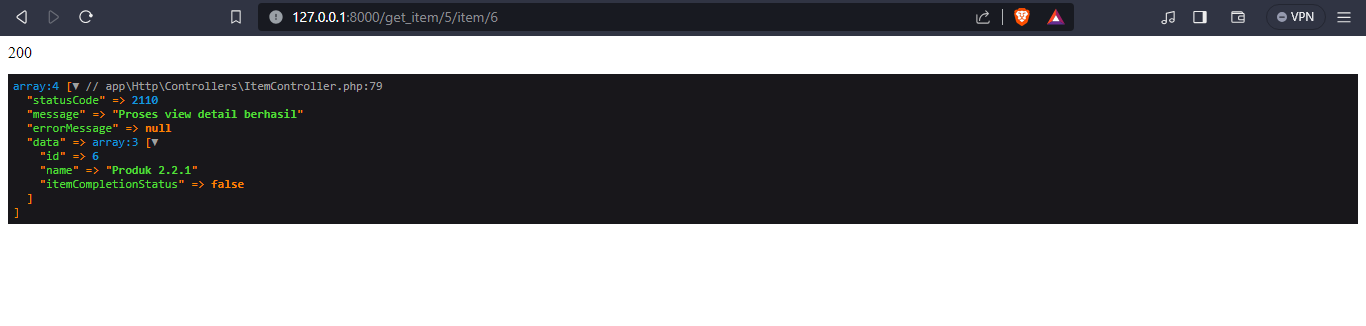 127.0.0.1:8000/get_item/5/item/6
VPN
200
array:4 [▼ // app\Http\Controllers\ItemController.php:79
  "statusCode" => 2110
  "message" => "Proses view detail berhasil"
  "errorMessage" => null
  "data" => array:3 [▼
    "id" => 6
    "name" => "Produk 2.2.1"
    "itemCompletionStatus" => false
  ]
]